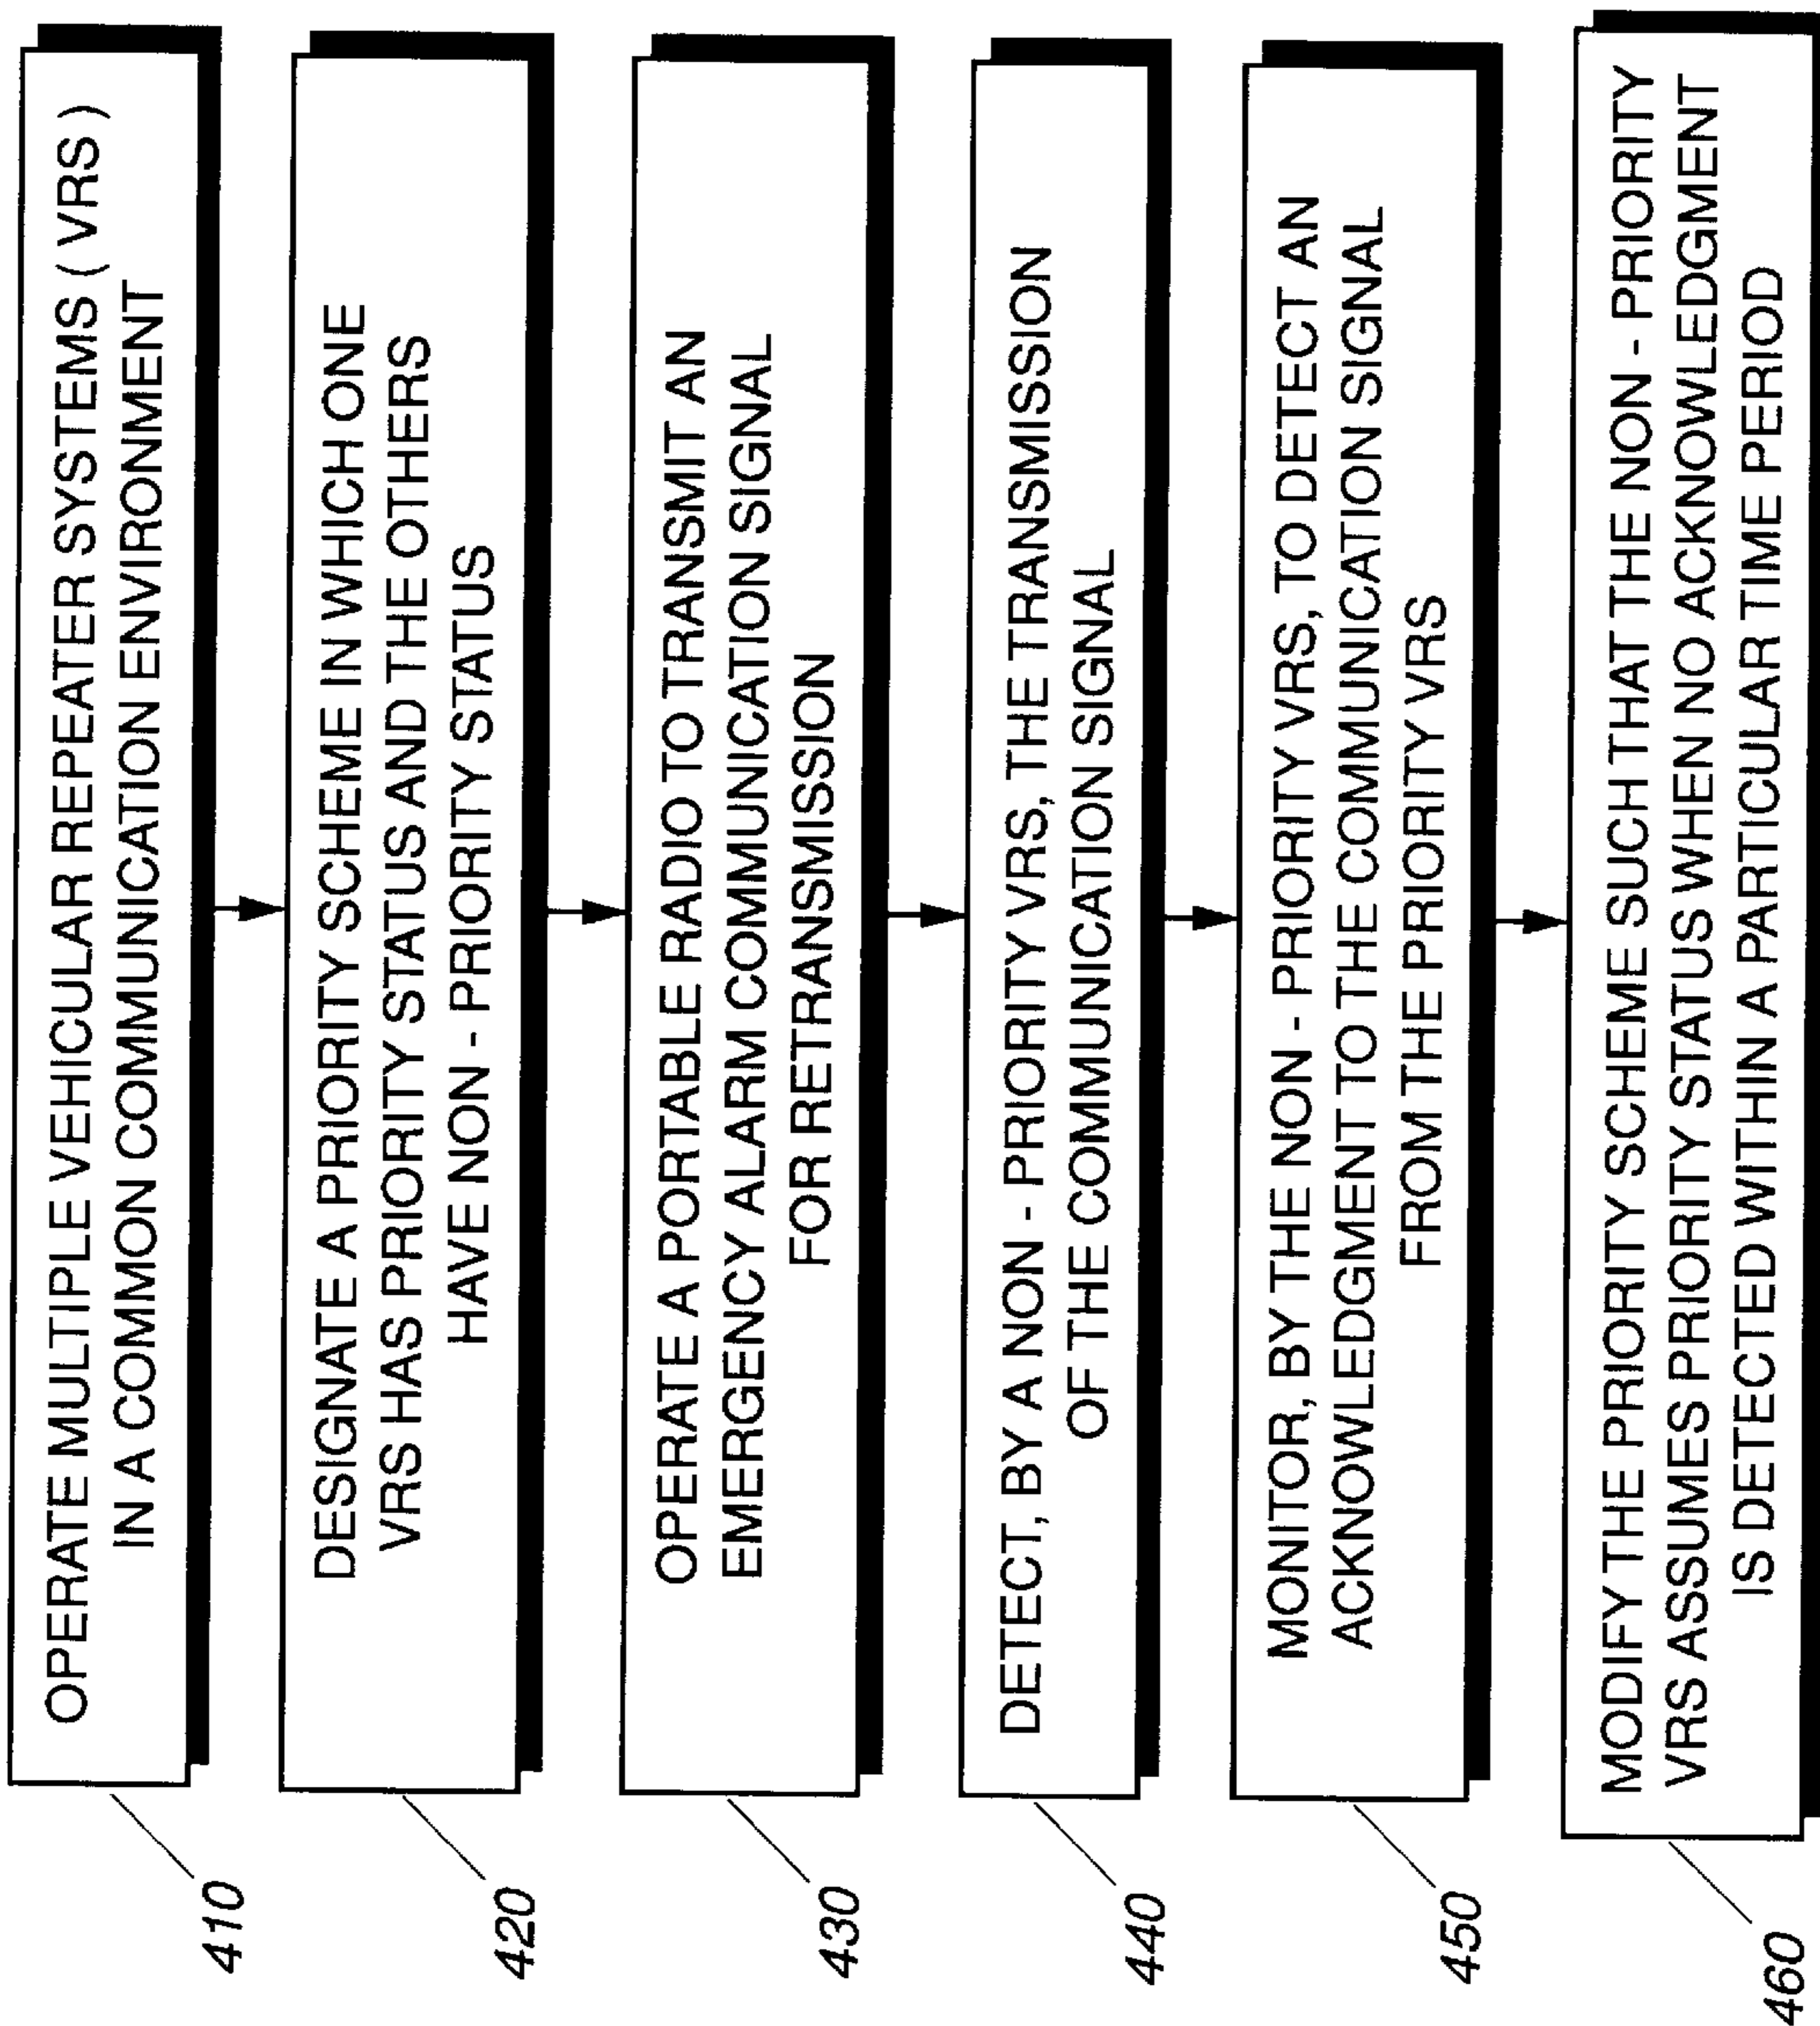 410
OPERATE MULTIPLE VEHICULAR REPEATER SYSTEMS ( VRS )
IN A COMMON COMMUNICATION ENVIRONMENT
420
DESIGNATE A PRIORITY SCHEME IN WHICH ONE
VRS HAS PRIORITY STATUS AND THE OTHERS
HAVE NON - PRIORITY STATUS
430
OPERATE A PORTABLE RADIO TO TRANSMIT AN
EMERGENCY ALARM COMMUNICATION SIGNAL
FOR RETRANSMISSION
440
DETECT, BY A NON - PRIORITY VRS, THE TRANSMISSION
OF THE COMMUNICATION SIGNAL
450
MONITOR, BY THE NON - PRIORITY VRS, TO DETECT AN
ACKNOWLEDGMENT TO THE COMMUNICATION SIGNAL
FROM THE PRIORITY VRS
460
MODIFY THE PRIORITY SCHEME SUCH THAT THE NON - PRIORITY
VRS ASSUMES PRIORITY STATUS WHEN NO ACKNOWLEDGMENT
IS DETECTED WITHIN A PARTICULAR TIME PERIOD